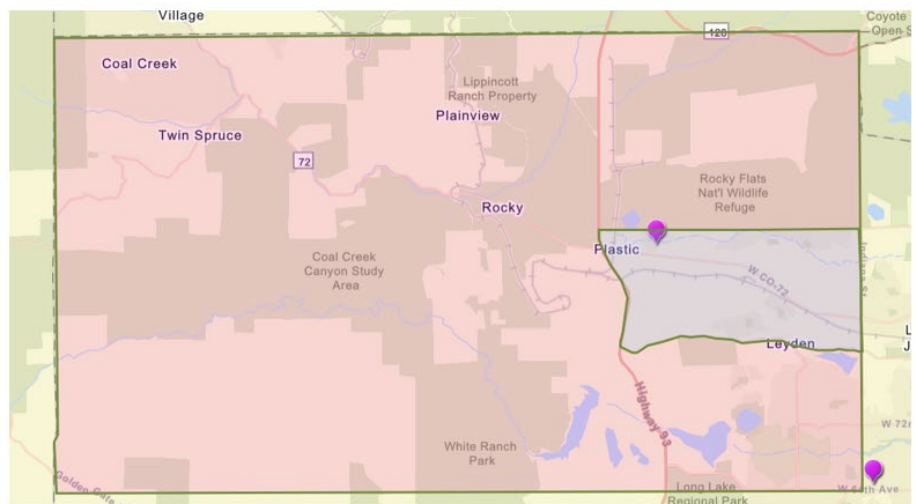 Village
128
Coyote
Open S
Coal Creek
Lippincott
Ranch Property
Plainview
Twin Spruce
72
Rocky Flats
Nat'l Wildlife
Refuge
Rocky
Plastic
Coal Creek
Canyon Study
Area
Indiana St
W CO-72
L
J
Leyden
Highway 93
W 72n
White Ranch
Park
Golden Gate
Long Lake
Regional Park
W 64th Ave